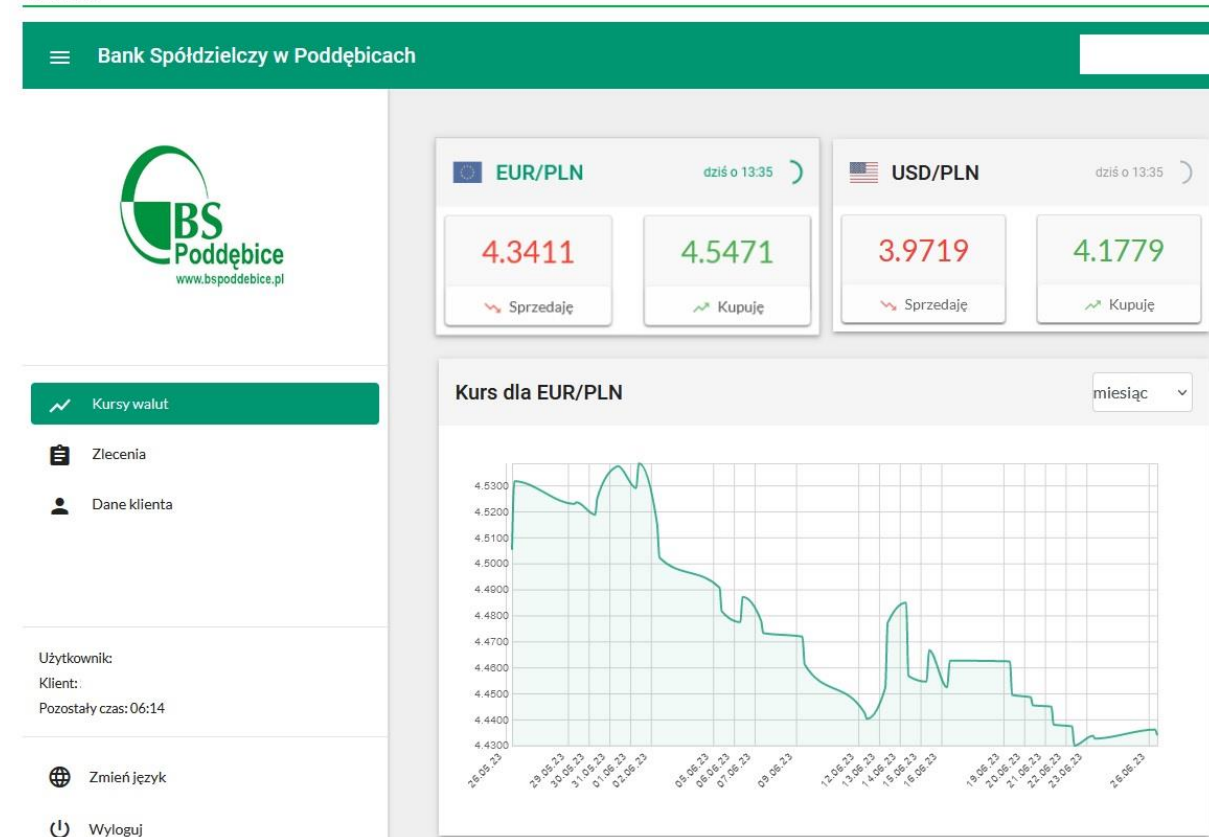 Bank Spółdzielczy w Poddębicach
BS
Poddębice
www.bspoddebice.pl
EUR/PLN
dziś o 13:35
4.3411
Sprzedaję
4.5471
Kupuję
USD/PLN
dziś o 13:35
3.9719
Sprzedaję
4.1779
Kupuję
Kursy walut
Zlecenia
Dane klienta
Użytkownik:
Klient:
Pozostały czas: 06:14
Zmień język
Wyloguj
Kurs dla EUR/PLN
miesiąc
4.5300
4.5200
4.5100
4.5000
4.4900
4.4800
4.4700
4.4600
4.4500
4.4400
4.4300
26.05.23
29.05.23
30.05.23
31.05.23
01.06.23
02.06.23
05.06.23
06.06.23
07.06.23
09.06.23
12.06.23
13.06.23
14.06.23
15.06.23
16.06.23
19.06.23
20.06.23
21.06.23
22.06.23
23.06.23
26.06.23